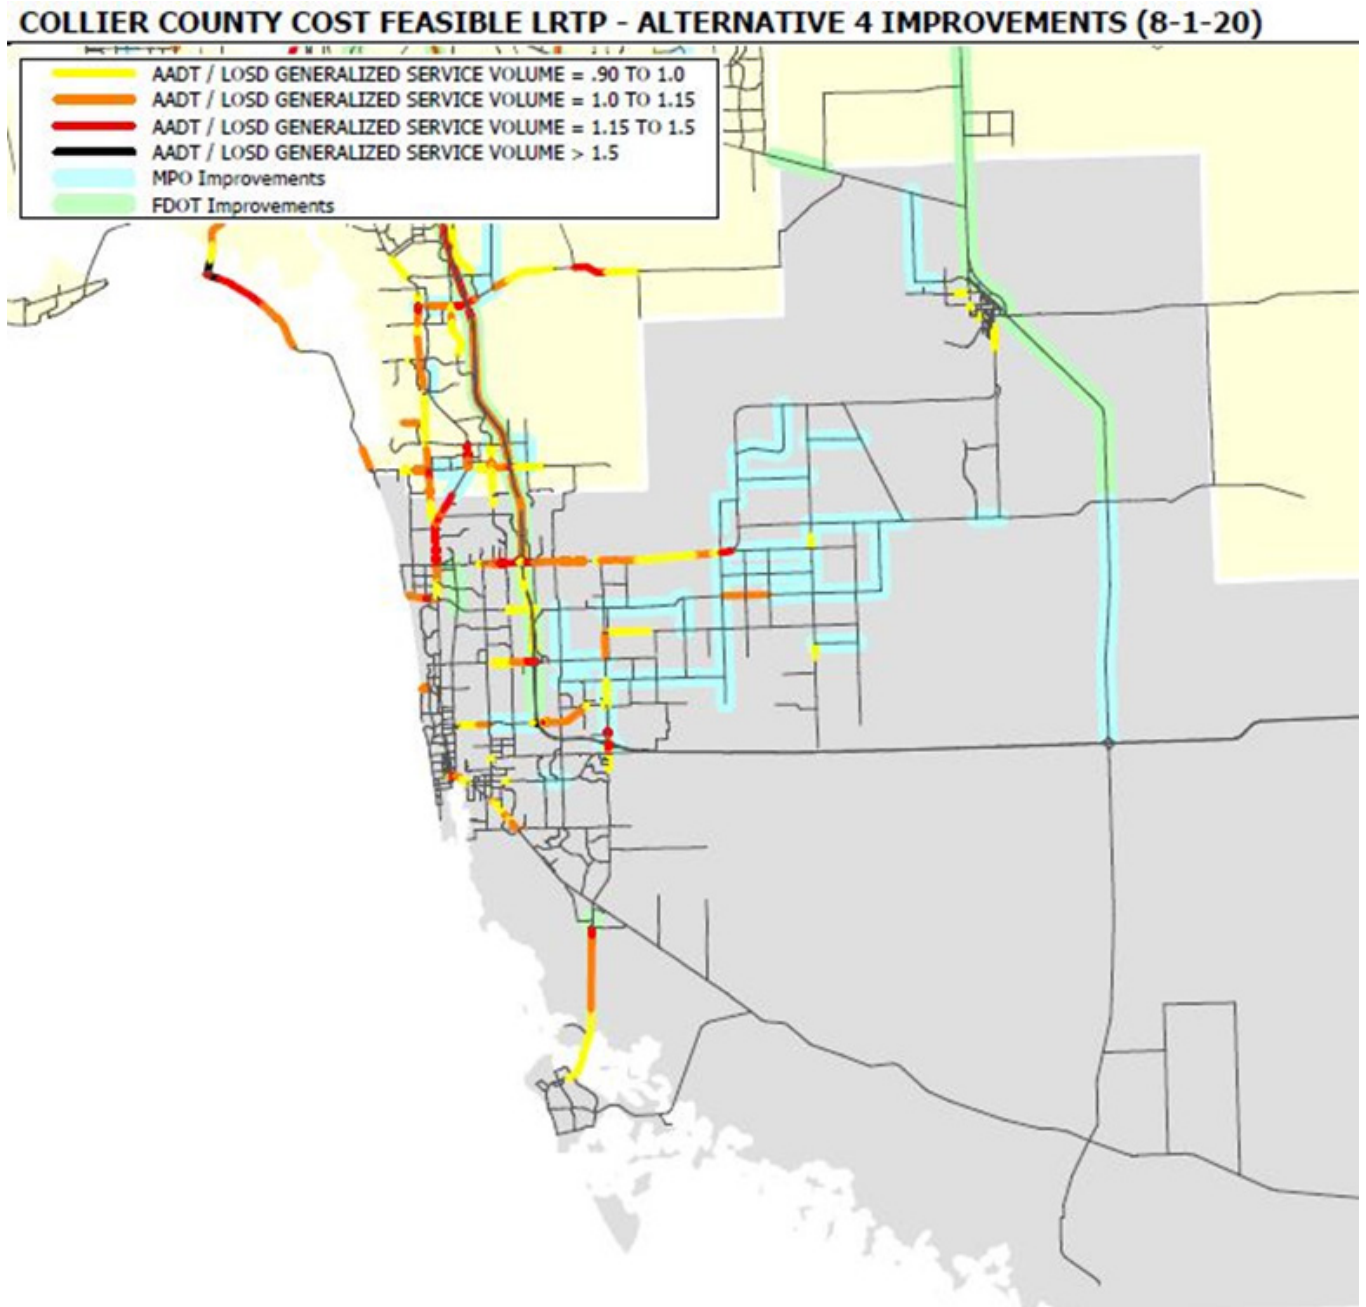 COLLIER COUNTY COST FEASIBLE LRTP - ALTERNATIVE 4 IMPROVEMENTS (8-1-20)
AADT / LOSD GENERALIZED SERVICE VOLUME = .90 TO 1.0
AADT / LOSD GENERALIZED SERVICE VOLUME = 1.0 TO 1.15
AADT / LOSD GENERALIZED SERVICE VOLUME = 1.15 TO 1.5
AADT / LOSD GENERALIZED SERVICE VOLUME > 1.5
MPO Improvements
FDOT Improvements